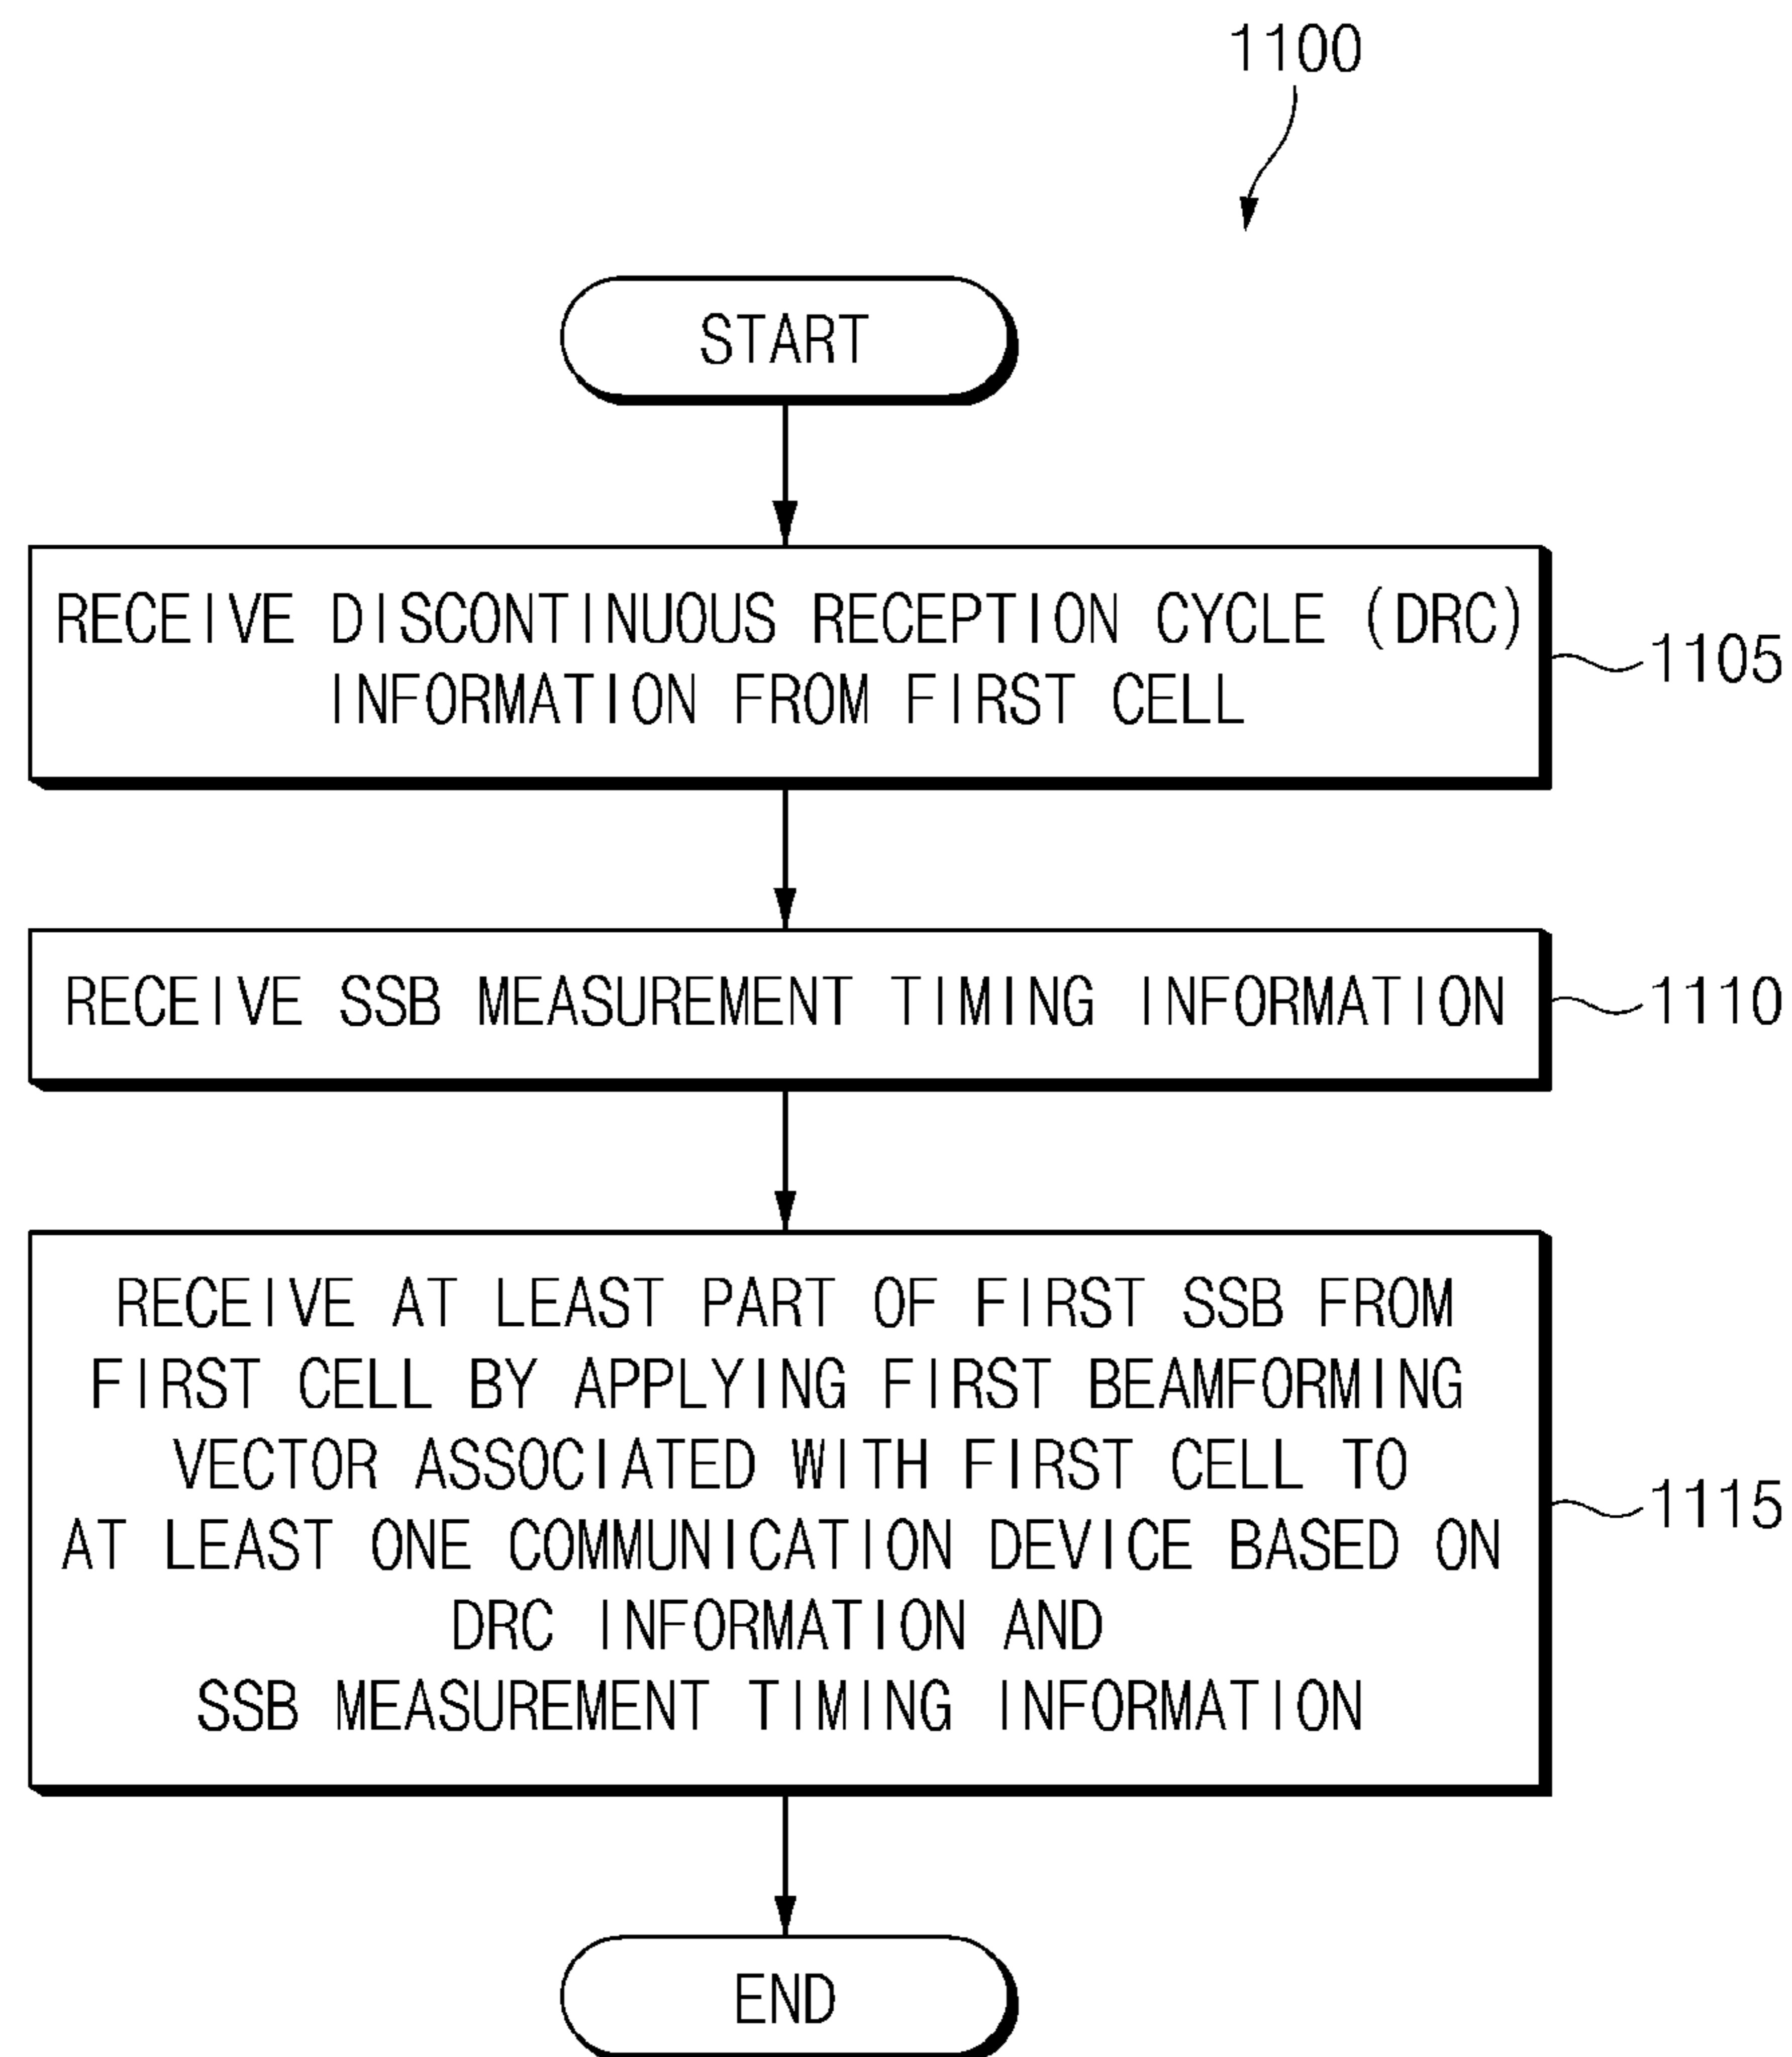 1100
START
RECEIVE DISCONTINUOUS RECEPTION CYCLE (DRC)
INFORMATION FROM FIRST CELL
1105
RECEIVE SSB MEASUREMENT TIMING INFORMATION
1110
RECEIVE AT LEAST PART OF FIRST SSB FROM
FIRST CELL BY APPLYING FIRST BEAMFORMING
VECTOR ASSOCIATED WITH FIRST CELL TO
AT LEAST ONE COMMUNICATION DEVICE BASED ON
DRC INFORMATION AND
SSB MEASUREMENT TIMING INFORMATION
1115
END